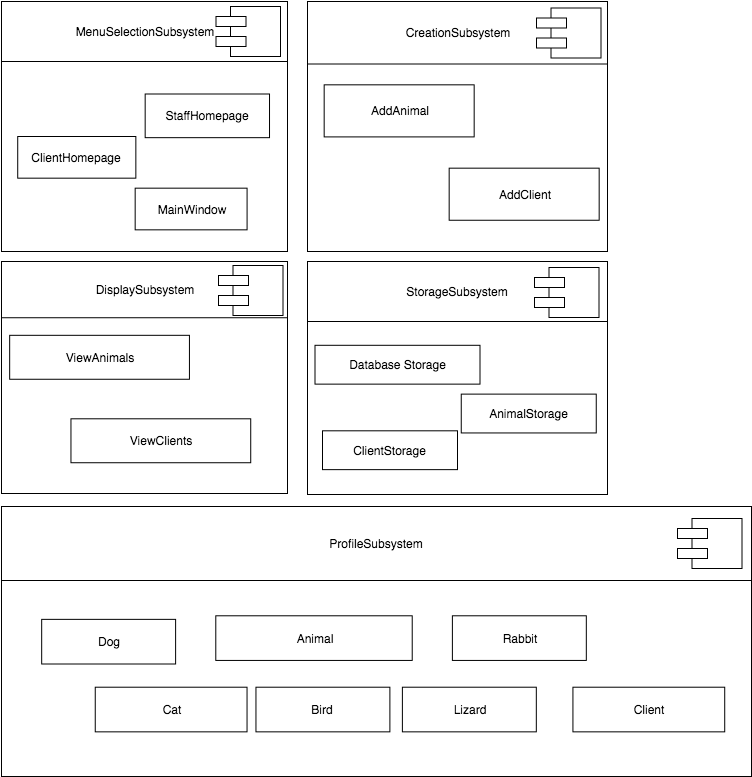 MenuSelectionSubsystem
StaffHomepage
ClientHomepage
MainWindow
CreationSubsystem
AddAnimal
AddClient
DisplaySubsystem
ViewAnimals
ViewClients
StorageSubsystem
Database Storage
AnimalStorage
ClientStorage
ProfileSubsystem
Dog
Animal
Rabbit
Cat
Bird
Lizard
Client